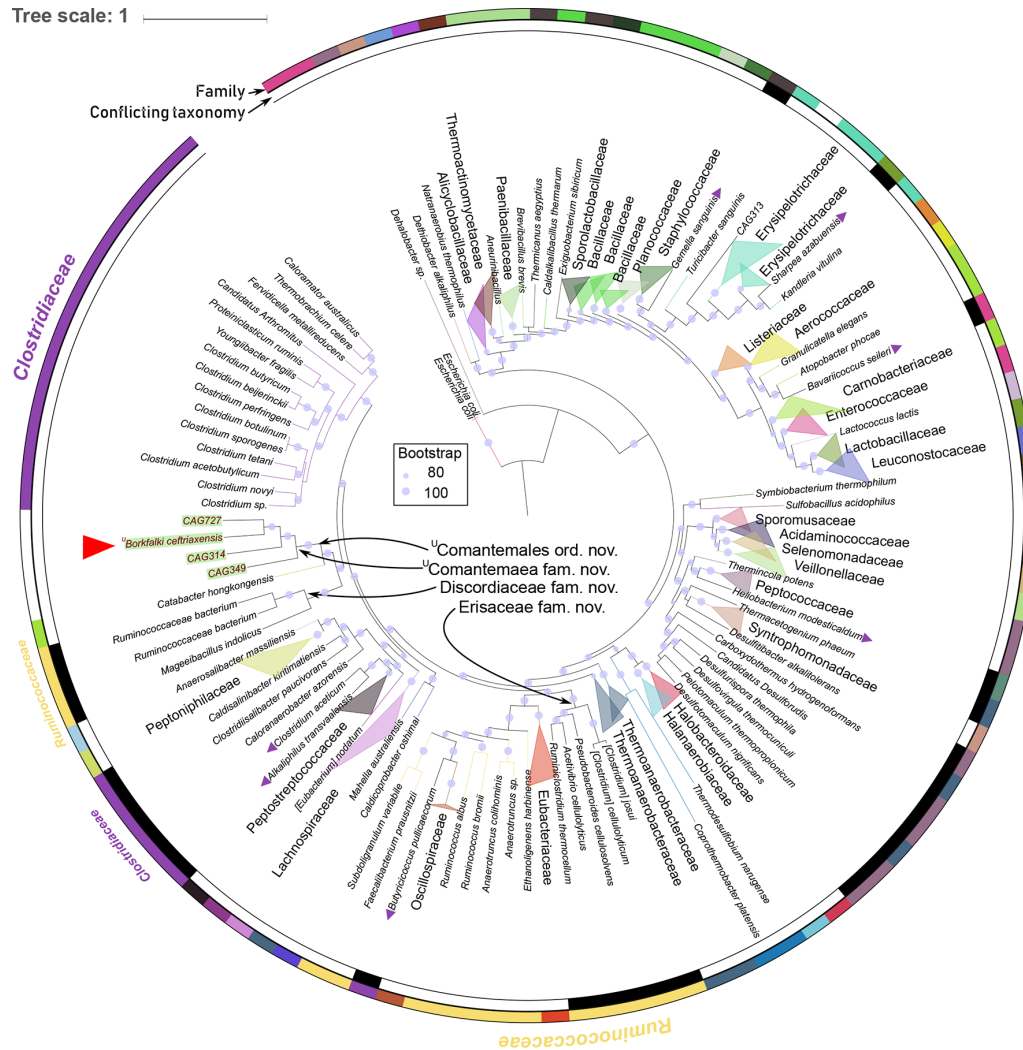 Tree scale: 1
Family
Conflicting taxonomy
Clostridiaceae
Dehalobacter sp.
Dethiobacter alkaliphilus
Natranaerobius thermophilus
Alicyclobacillaceae
Thermoactinomycetaceae
Aneurinibacillus
Paenibacillaceae
Brevibacillus brevis
Thermicanus aegyptius
Caldalkalibacillus thermarum
Exiguobacterium sibiricum
Sporolactobacillaceae
Bacillaceae
Bacillaceae
Bacillaceae
Planococcaceae
Staphylococcaceae
Gemella sanguinis
Turicibacter sanguinis
CAG313
Erysipelotrichaceae
Erysipelotrichaceae
Sharpea azabuensis
Kandleria vitulina
Listeriaceae
Aerococcaceae
Granulicatella elegans
Atopobacter phocae
Bavariicoccus seileri
Carnobacteriaceae
Enterococcaceae
Lactococcus lactis
Lactobacillaceae
Leuconostocaceae
Symbiobacterium thermophilum
Sulfobacillus acidophilus
Sporomusaceae
Acidaminococcaceae
Selenomonadaceae
Veillonellaceae
Thermincola potens
Peptococcaceae
Heliobacterium modesticaldum
Thermacetogenium phaeum
Syntrophomonadaceae
Desulfitibacter alkalitolerans
Carboxydothermus hydrogenoformans
Candidatus Desulforudis
Desulfurispora thermophila
Desulfovirgula thermocuniculi
Pelotomaculum thermopropionicum
Desulfotomaculum nigrificans
Halobacteroidaceae
Halanaerobiaceae
Thermodesulfobium narugense
Coprothermobacter platensis
Thermoanaerobacteraceae
Thermoanaerobacteraceae
[Clostridium] josui
[Clostridium] cellulolyticum
Pseudobacteroides cellulosolvens
Acetivibrio cellulolyticus
Ruminiclostridium thermocellum
Eubacteriaceae
Ethanoligenens harbinense
Anaerotruncus sp.
Anaerotruncus colihominis
Ruminococcus bromii
Ruminococcus albus
Oscillospiraceae
Butyricicoccus pullicaecorum
Faecalibacterium prausnitzii
Subdoligranulum variabile
Caldicoprobacter oshimai
Mahella australiensis
Lachnospiraceae
[Eubacterium] nodatum
Peptostreptococcaceae
Alkaliphilus transvaalensis
Clostridium aceticum
Caloranaerobacter azorensis
Clostridiisalibacter paucivorans
Caldisalinibacter kiritimatiensis
Peptoniphilaceae
Anaerosalibacter massiliensis
Mageeibacillus indolicus
Ruminococcaceae bacterium
Ruminococcaceae bacterium
Catabacter hongkongensis
CAG349
CAG314
ᵁBorkfalki ceftriaxensis
CAG727
Clostridium sp.
Clostridium novyi
Clostridium acetobutylicum
Clostridium tetani
Clostridium sporogenes
Clostridium botulinum
Clostridium perfringens
Clostridium beijerinckii
Clostridium butyricum
Youngiibacter fragilis
Proteiniclasticum ruminis
Candidatus Arthromitus
Fervidicella metallireducens
Thermobrachium celere
Caloramator australicus
Escherichia coli
Escherichia coli
Bootstrap
80
100
ᵁComantemales ord. nov.
ᵁComantemaea fam. nov.
Discordiaceae fam. nov.
Erisaceae fam. nov.
Ruminococcaceae
Clostridiaceae
Ruminococcaceae